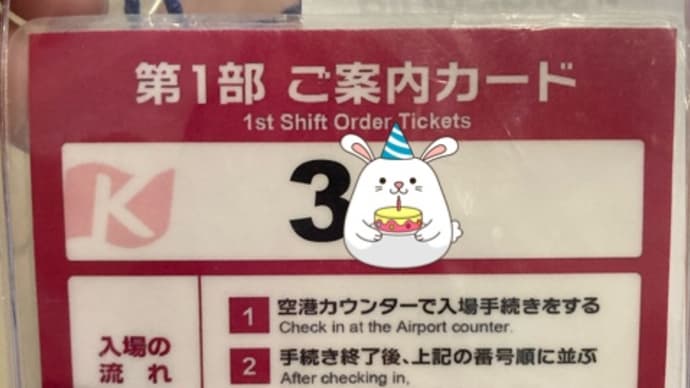 第1部 ご案内カード
1st Shift Order Tickets
K
3
入場の
流れ
1 空港カウンターで入場手続きをする
Check in at the Airport counter.
2 手続き終了後、上記の番号順に並ぶ
After checking in,